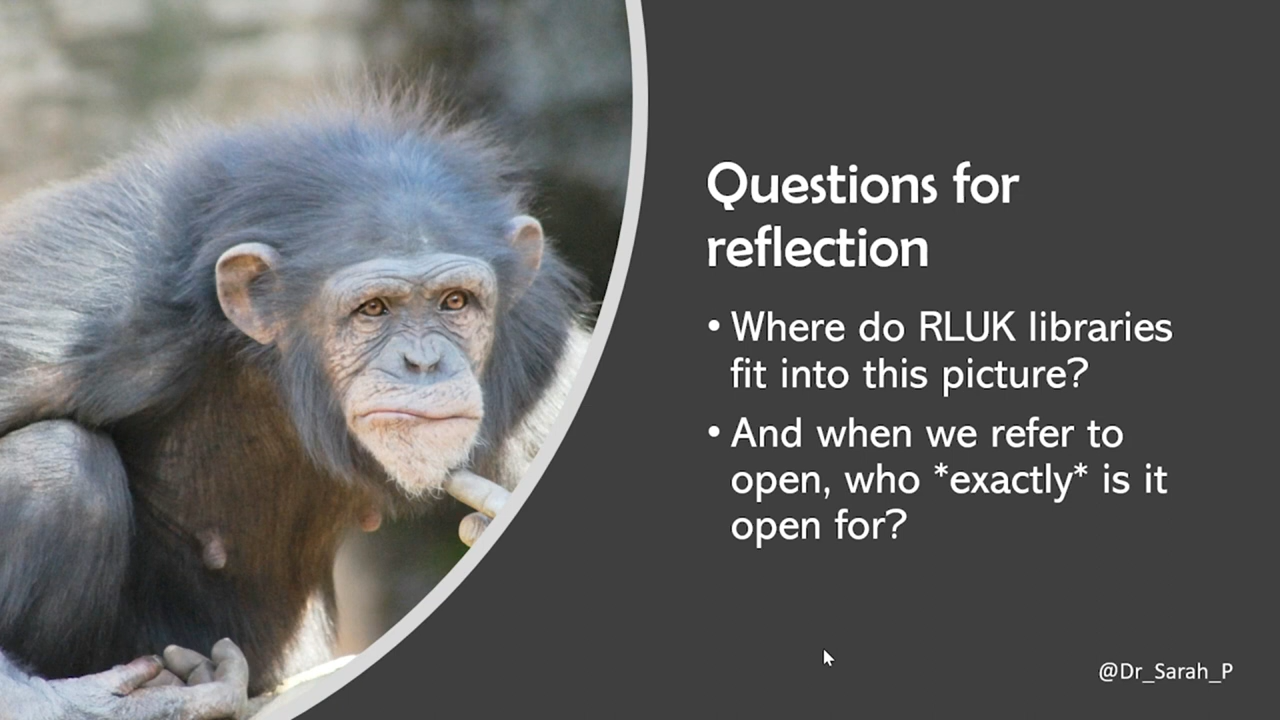 Questions for
reflection
• Where do RLUK libraries
fit into this picture?
• And when we refer to
open, who *exactly* is it
open for?
@Dr_Sarah_P